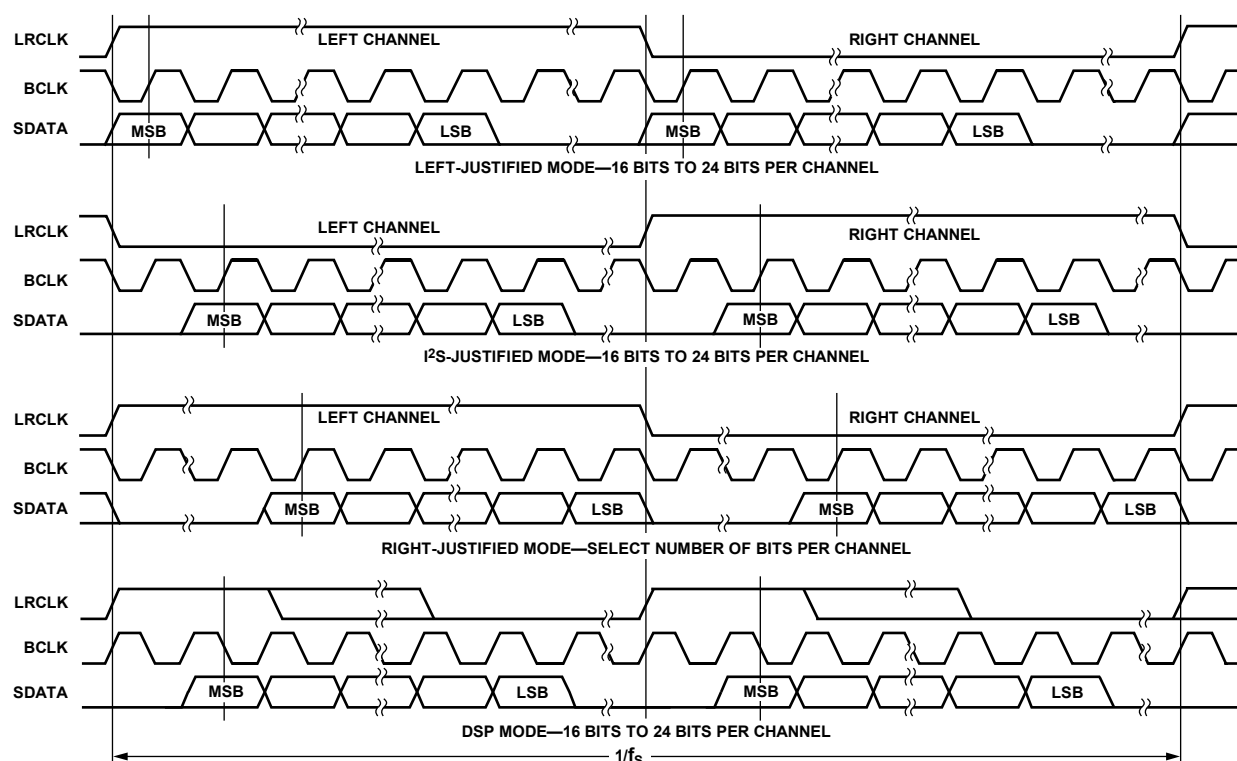 LRCLK LEFT CHANNEL RIGHT CHANNEL
BCLK
SDATA MSB LSB MSB LSB
LEFT-JUSTIFIED MODE—16 BITS TO 24 BITS PER CHANNEL
LRCLK LEFT CHANNEL RIGHT CHANNEL
BCLK
SDATA MSB LSB MSB LSB
I²S-JUSTIFIED MODE—16 BITS TO 24 BITS PER CHANNEL
LRCLK LEFT CHANNEL RIGHT CHANNEL
BCLK
SDATA MSB LSB MSB LSB
RIGHT-JUSTIFIED MODE—SELECT NUMBER OF BITS PER CHANNEL
LRCLK
BCLK
SDATA MSB LSB MSB LSB
DSP MODE—16 BITS TO 24 BITS PER CHANNEL
1/fS